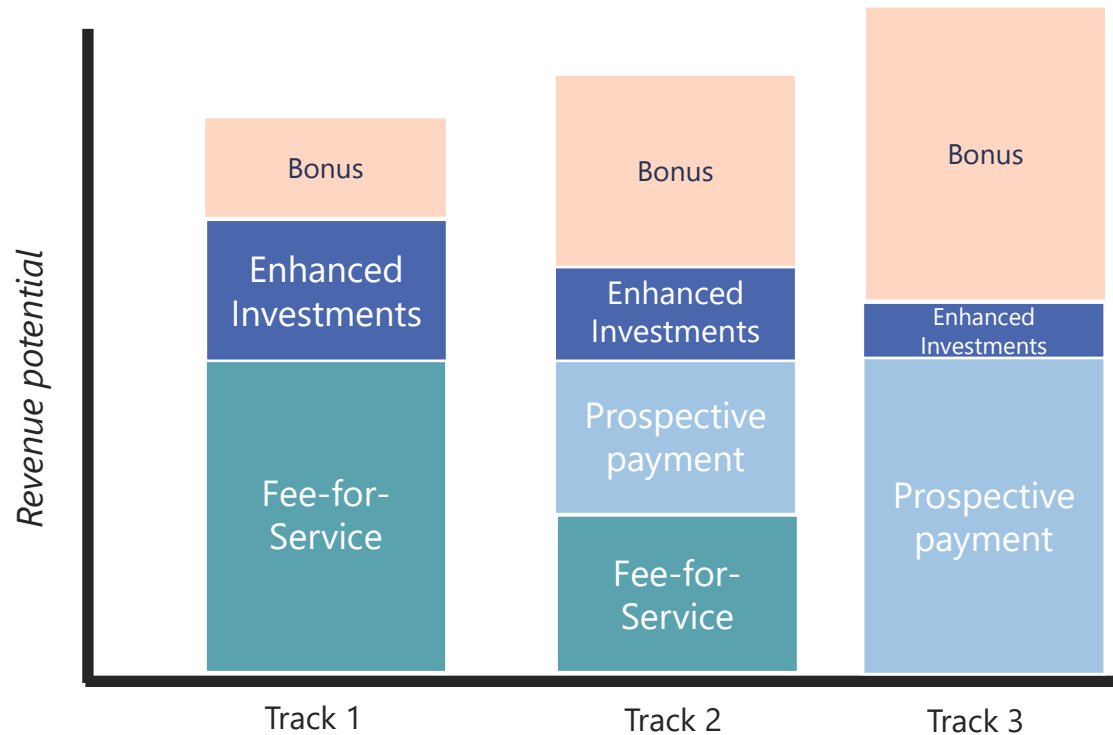 Revenue potential
Bonus
Enhanced
Investments
Fee-for-
Service
Track 1
Bonus
Enhanced
Investments
Prospective
payment
Fee-for-
Service
Track 2
Bonus
Enhanced
Investments
Prospective
payment
Track 3